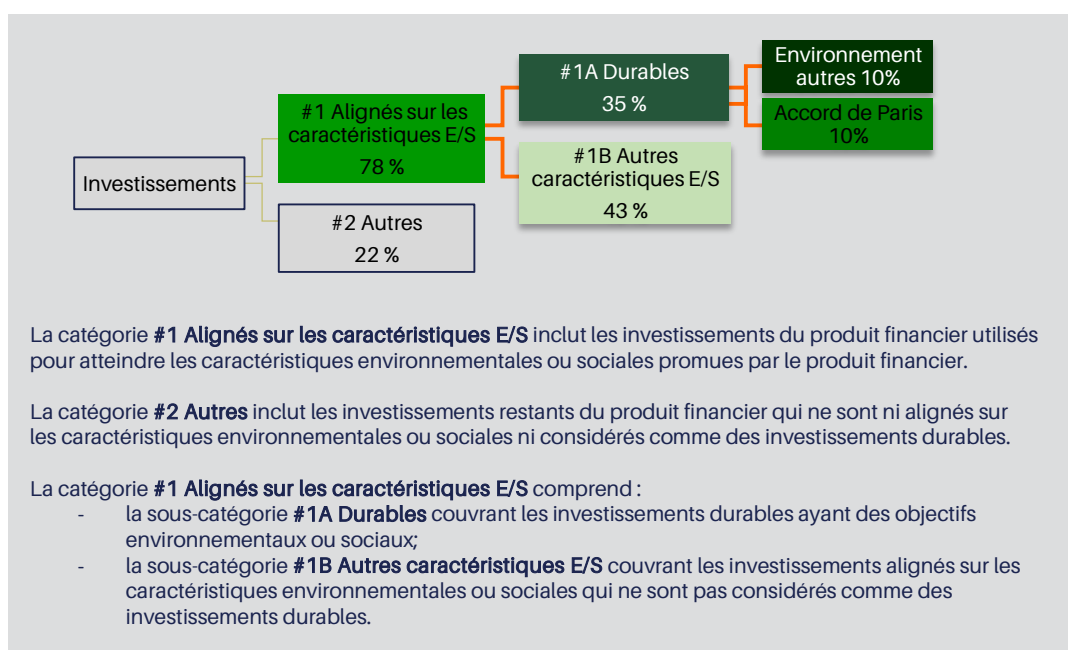 Environnement
autres 10%
#1A Durables
35 %
#1 Alignés sur les
caractéristiques E/S
78 %
Accord de Paris
10%
#1B Autres
caractéristiques E/S
43 %
Investissements
#2 Autres
22 %
La catégorie #1 Alignés sur les caractéristiques E/S inclut les investissements du produit financier utilisés
pour atteindre les caractéristiques environnementales ou sociales promues par le produit financier.
La catégorie #2 Autres inclut les investissements restants du produit financier qui ne sont ni alignés sur
les caractéristiques environnementales ou sociales ni considérés comme des investissements durables.
La catégorie #1 Alignés sur les caractéristiques E/S comprend :
- la sous-catégorie #1A Durables couvrant les investissements durables ayant des objectifs
environnementaux ou sociaux;
- la sous-catégorie #1B Autres caractéristiques E/S couvrant les investissements alignés sur les
caractéristiques environnementales ou sociales qui ne sont pas considérés comme des
investissements durables.